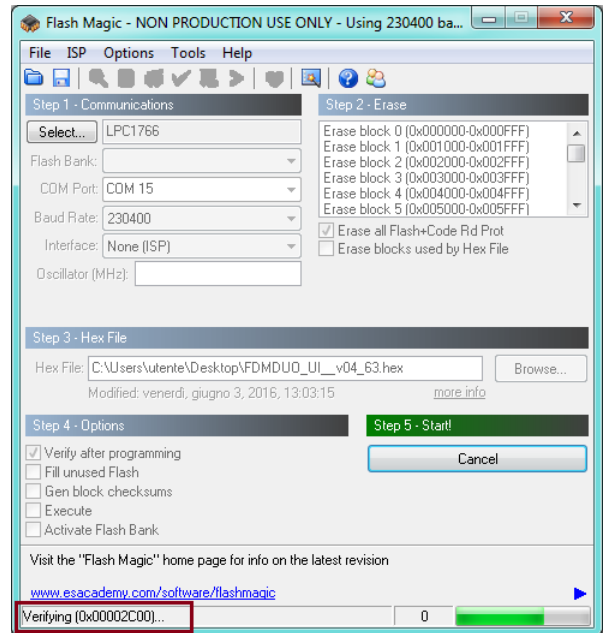 Flash Magic - NON PRODUCTION USE ONLY - Using 230400 ba...
File ISP Options Tools Help
Step 1 - Communications
Select... LPC1766
Flash Bank:
COM Port: COM 15
Baud Rate: 230400
Interface: None (ISP)
Oscillator (MHz):
Step 2 - Erase
Erase block 0 (0x000000-0x000FFF)
Erase block 1 (0x001000-0x001FFF)
Erase block 2 (0x002000-0x002FFF)
Erase block 3 (0x003000-0x003FFF)
Erase block 4 (0x004000-0x004FFF)
Erase block 5 (0x005000-0x005FFF)
Erase all Flash+Code Rd Prot
Erase blocks used by Hex File
Step 3 - Hex File
Hex File: C:\Users\utente\Desktop\FDMDUO_UI__v04_63.hex Browse...
Modified: venerdì, giugno 3, 2016, 13:03:15 more info
Step 4 - Options
Verify after programming
Fill unused Flash
Gen block checksums
Execute
Activate Flash Bank
Step 5 - Start!
Cancel
Visit the "Flash Magic" home page for info on the latest revision
www.esacademy.com/software/flashmagic
Verifying (0x00002C00)... 0